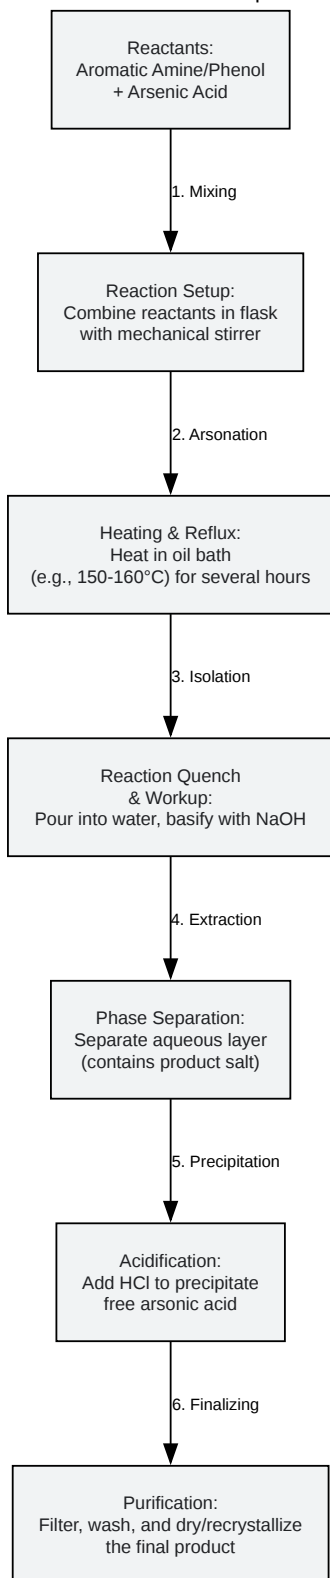 Reactants:
Aromatic Amine/Phenol
+ Arsenic Acid
1. Mixing
Reaction Setup:
Combine reactants in flask
with mechanical stirrer
2. Arsonation
Heating & Reflux:
Heat in oil bath
(e.g., 150-160°C) for several hours
3. Isolation
Reaction Quench
& Workup:
Pour into water, basify with NaOH
4. Extraction
Phase Separation:
Separate aqueous layer
(contains product salt)
5. Precipitation
Acidification:
Add HCl to precipitate
free arsonic acid
6. Finalizing
Purification:
Filter, wash, and dry/recrystallize
the final product